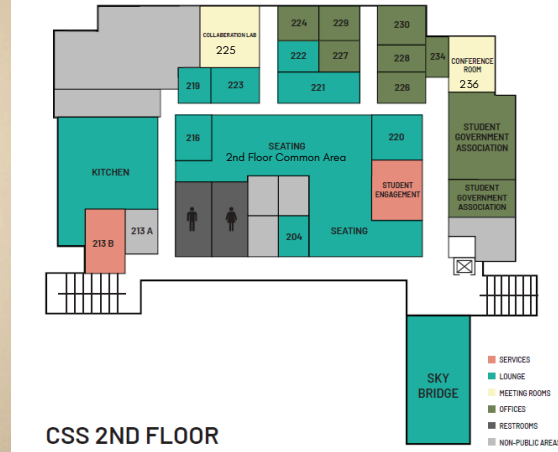 COLLABERATION LAB
225
224
229
230
222
227
228
234
CONFERENCE
ROOM
236
219
223
221
226
216
SEATING
2nd Floor Common Area
220
STUDENT
GOVERNMENT
ASSOCIATION
KITCHEN
STUDENT
ENGAGEMENT
STUDENT
GOVERNMENT
ASSOCIATION
213 B
213 A
204
SEATING
SKY
BRIDGE
SERVICES
LOUNGE
MEETING ROOMS
OFFICES
RESTROOMS
NON-PUBLIC AREAS
CSS 2ND FLOOR